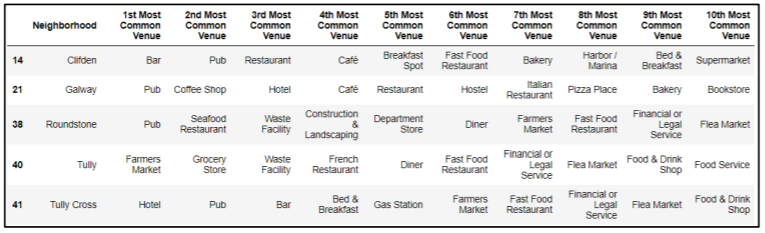 Neighborhood 1st Most Common Venue 2nd Most Common Venue 3rd Most Common Venue 4th Most Common Venue 5th Most Common Venue 6th Most Common Venue 7th Most Common Venue 8th Most Common Venue 9th Most Common Venue 10th Most Common Venue
14 Clifden Bar Pub Restaurant Café Breakfast Spot Fast Food Restaurant Bakery Harbor / Marina Bed & Breakfast Supermarket
21 Galway Pub Coffee Shop Hotel Café Restaurant Hostel Italian Restaurant Pizza Place Bakery Bookstore
38 Roundstone Pub Seafood Restaurant Waste Facility Construction & Landscaping Department Store Diner Farmers Market Fast Food Restaurant Financial or Legal Service Flea Market
40 Tully Farmers Market Grocery Store Waste Facility French Restaurant Diner Fast Food Restaurant Financial or Legal Service Flea Market Food & Drink Shop Food Service
41 Tully Cross Hotel Pub Bar Bed & Breakfast Gas Station Farmers Market Fast Food Restaurant Financial or Legal Service Flea Market Food & Drink Shop